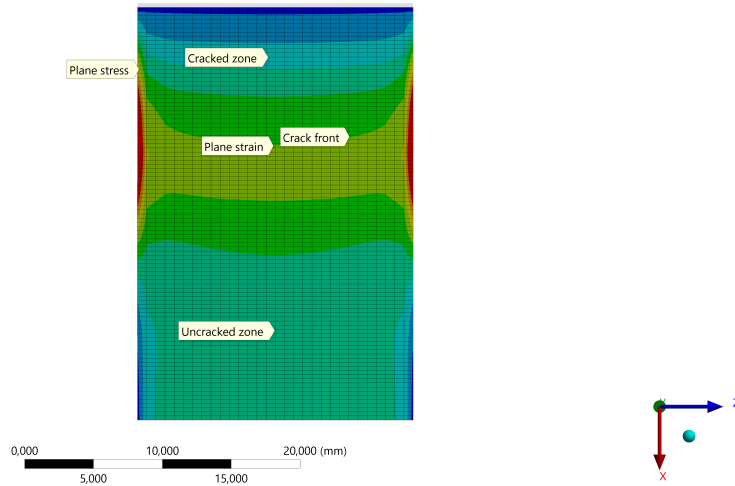 Cracked zone
Plane stress
Crack front
Plane strain
Uncracked zone
0,000 10,000 20,000 (mm)
5,000 15,000
Y
Z
X